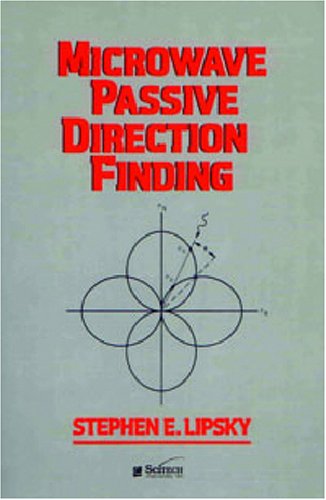 MICROWAVE
PASSIVE
DIRECTION
FINDING
STEPHEN E. LIPSKY
SCITECH